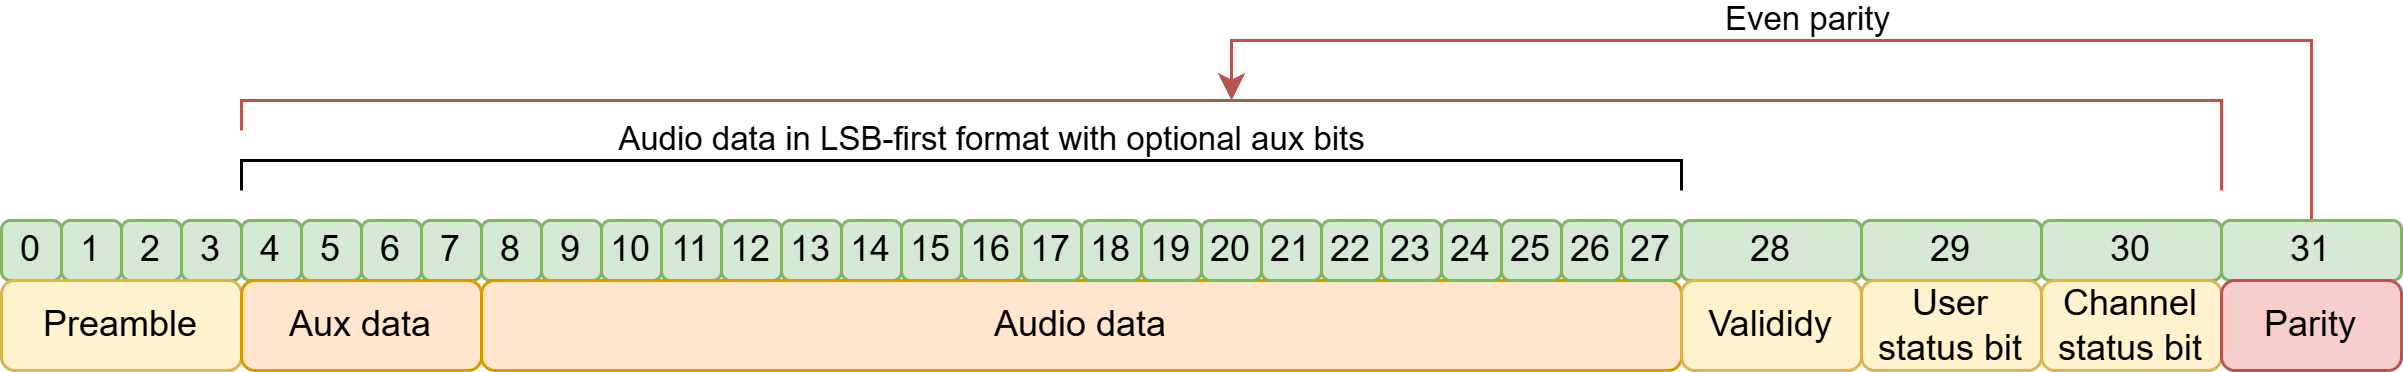 Even parity
Audio data in LSB-first format with optional aux bits
0 1 2 3 4 5 6 7 8 9 10 11 12 13 14 15 16 17 18 19 20 21 22 23 24 25 26 27 28 29 30 31
Preamble
Aux data
Audio data
Valididy
User
status bit
Channel
status bit
Parity